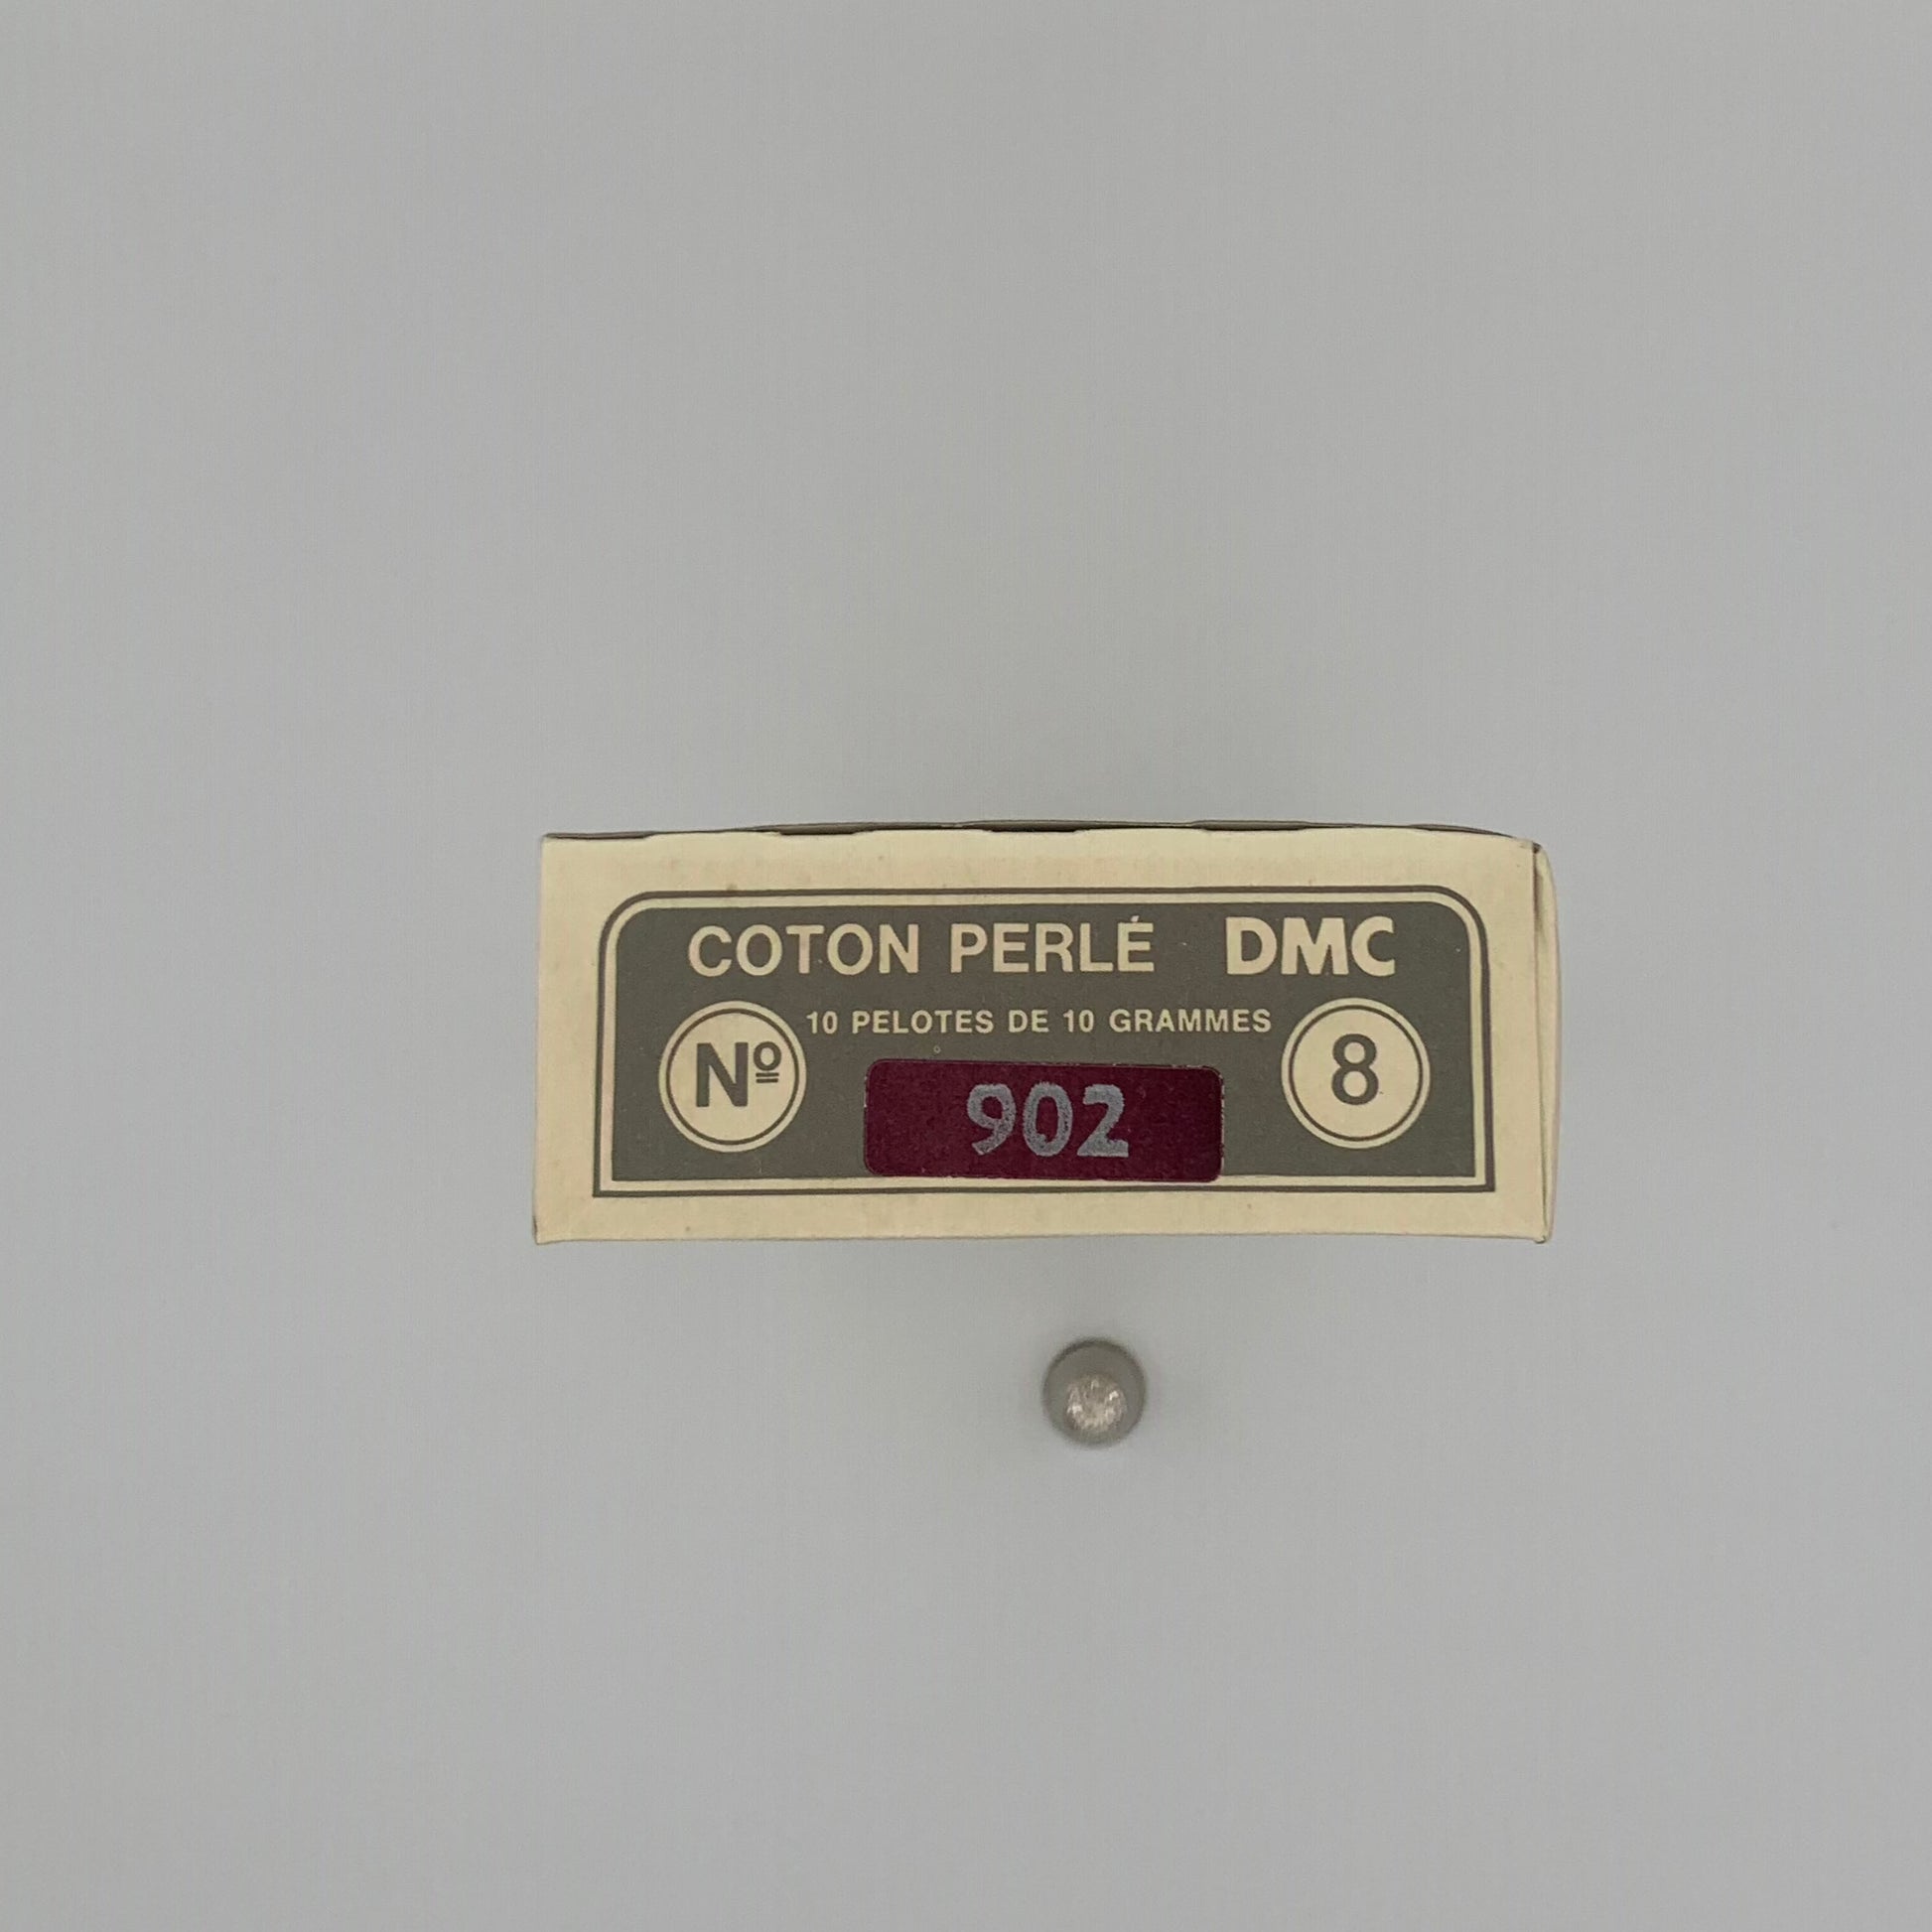 COTON PERLÉ DMC
10 PELOTES DE 10 GRAMMES
Nº 8
902